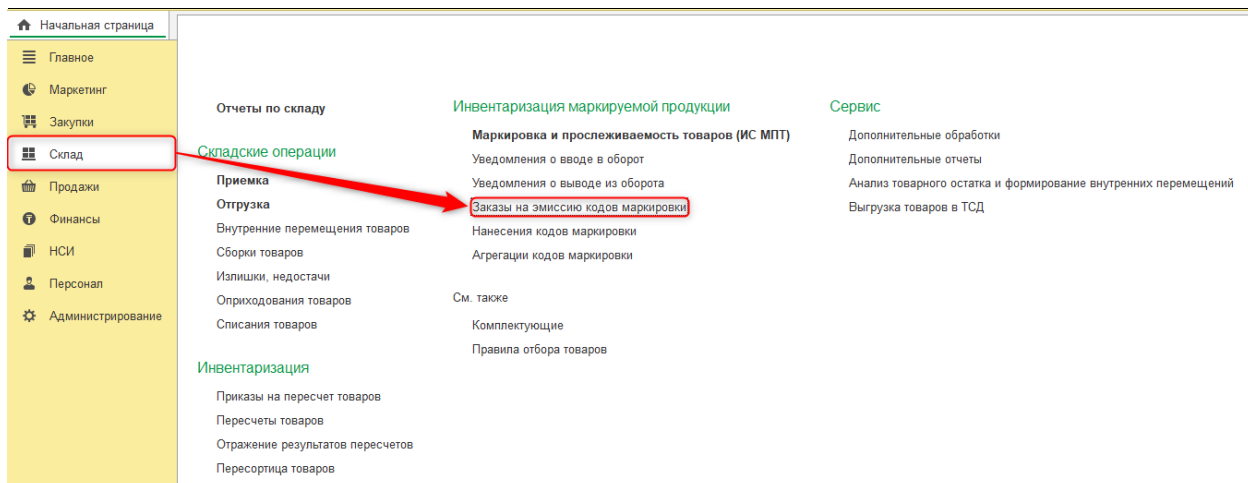 Начальная страница
Главное
Маркетинг
Закупки
Склад
Продажи
Финансы
НСИ
Персонал
Администрирование
Отчеты по складу
Складские операции
Приемка
Отгрузка
Внутренние перемещения товаров
Сборки товаров
Излишки, недостачи
Оприходования товаров
Списания товаров
Инвентаризация
Приказы на пересчет товаров
Пересчеты товаров
Отражение результатов пересчетов
Пересортица товаров
Инвентаризация маркируемой продукции
Маркировка и прослеживаемость товаров (ИС МПТ)
Уведомления о вводе в оборот
Уведомления о выводе из оборота
Заказы на эмиссию кодов маркировки
Нанесения кодов маркировки
Агрегации кодов маркировки
См. также
Комплектующие
Правила отбора товаров
Сервис
Дополнительные обработки
Дополнительные отчеты
Анализ товарного остатка и формирование внутренних перемещений
Выгрузка товаров в ТСД